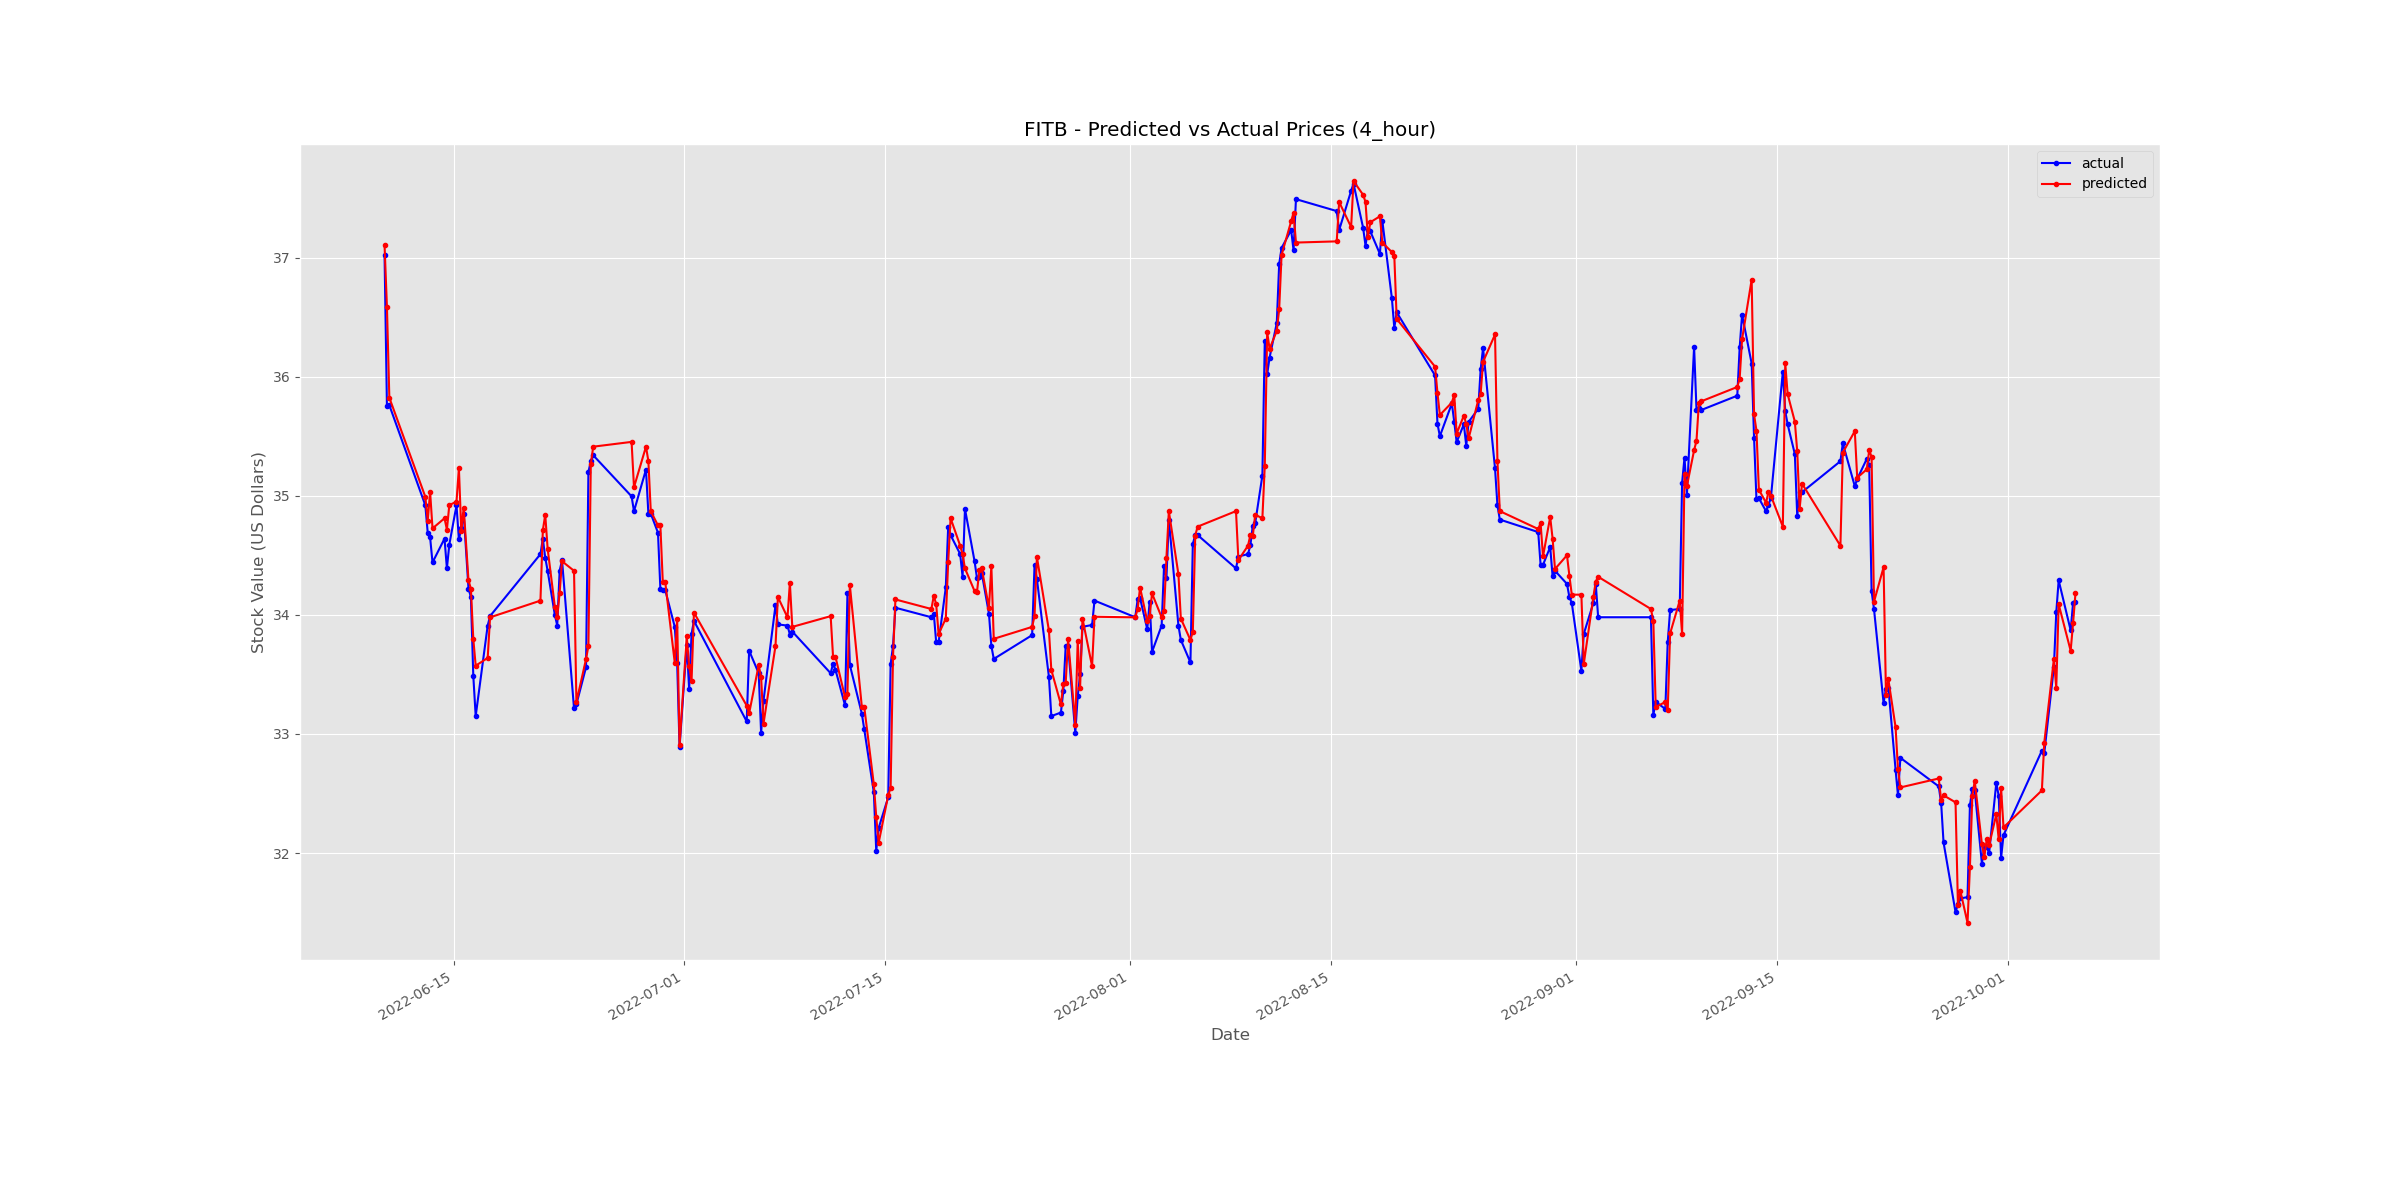 FITB - Predicted vs Actual Prices (4_hour)
actual
predicted
Stock Value (US Dollars)
37
36
35
34
33
32
2022-06-15
2022-07-01
2022-07-15
2022-08-01
2022-08-15
2022-09-01
2022-09-15
2022-10-01
Date